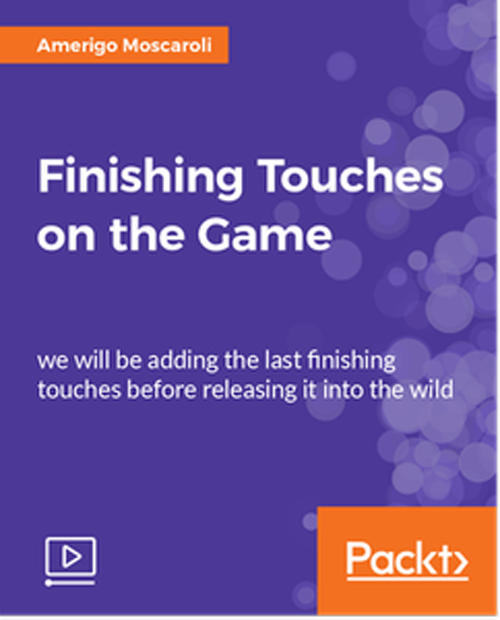 Amerigo Moscaroli
Finishing Touches
on the Game
we will be adding the last finishing
touches before releasing it into the wild
Packt>